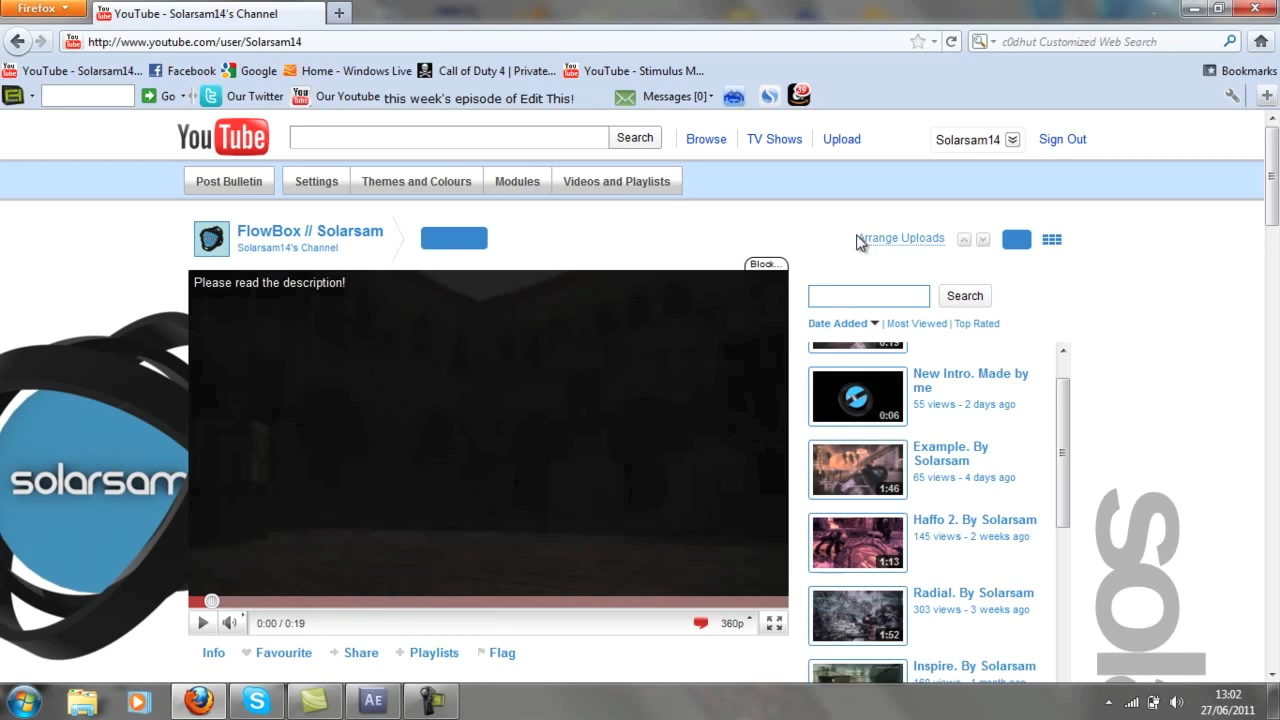 Firefox
YouTube - Solarsam14's Channel
http://www.youtube.com/user/Solarsam14
c0dhut Customized Web Search
YouTube - Solarsam14...
Facebook
Google
Home - Windows Live
Call of Duty 4 | Private...
YouTube - Stimulus M...
Bookmarks
Go
Our Twitter
Our Youtube
this week's episode of Edit This!
Messages [0]
39
YouTube
Search
Browse
TV Shows
Upload
Solarsam14
Sign Out
Post Bulletin
Settings
Themes and Colours
Modules
Videos and Playlists
FlowBox // Solarsam
Solarsam14's Channel
Arrange Uploads
Block...
Please read the description!
Search
Date Added | Most Viewed | Top Rated
0:13
New Intro. Made by
me
55 views - 2 days ago
0:06
Example. By
Solarsam
65 views - 4 days ago
1:46
Haffo 2. By Solarsam
145 views - 2 weeks ago
1:13
Radial. By Solarsam
303 views - 3 weeks ago
1:52
Inspire. By Solarsam
solarsam
0:00 / 0:19
360p
Info
Favourite
Share
Playlists
Flag
AE
13:02
27/06/2011